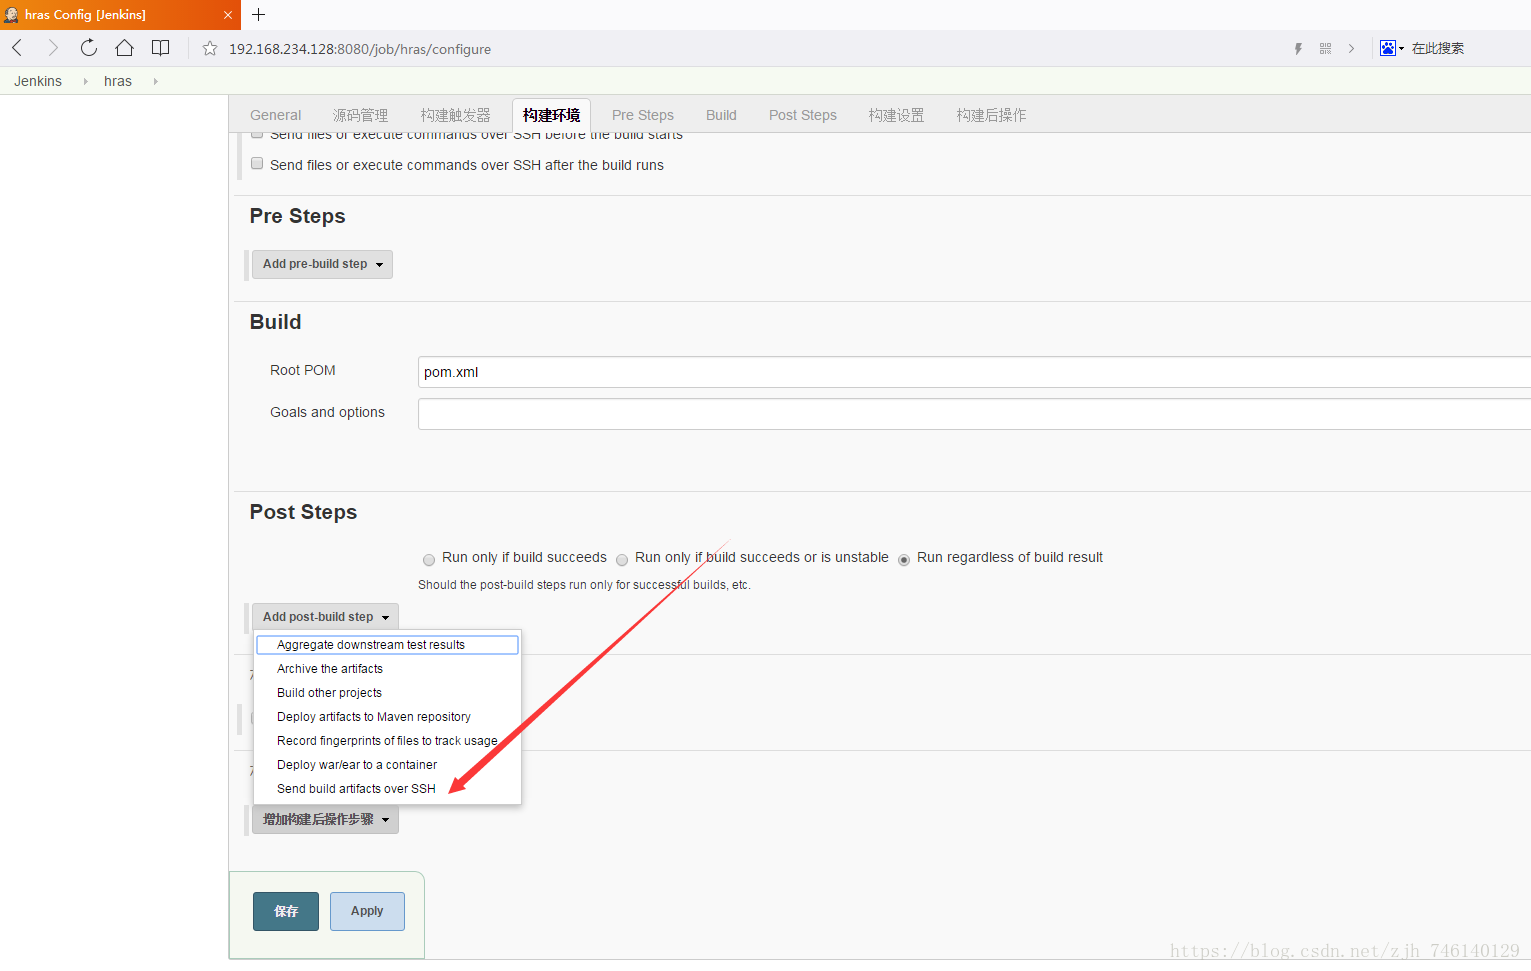 hras Config [Jenkins]
192.168.234.128:8080/job/hras/configure
在此搜索
Jenkins hras
General 源码管理 构建触发器 构建环境 Pre Steps Build Post Steps 构建设置 构建后操作
Send files or execute commands over SSH before the build starts
Send files or execute commands over SSH after the build runs
Pre Steps
Add pre-build step
Build
Root POM pom.xml
Goals and options
Post Steps
Run only if build succeeds Run only if build succeeds or is unstable Run regardless of build result
Should the post-build steps run only for successful builds, etc.
Add post-build step
Aggregate downstream test results
Archive the artifacts
Build other projects
Deploy artifacts to Maven repository
Record fingerprints of files to track usage
Deploy war/ear to a container
Send build artifacts over SSH
增加构建后操作步骤
保存 Apply
https://blog.csdn.net/zjh_746140129